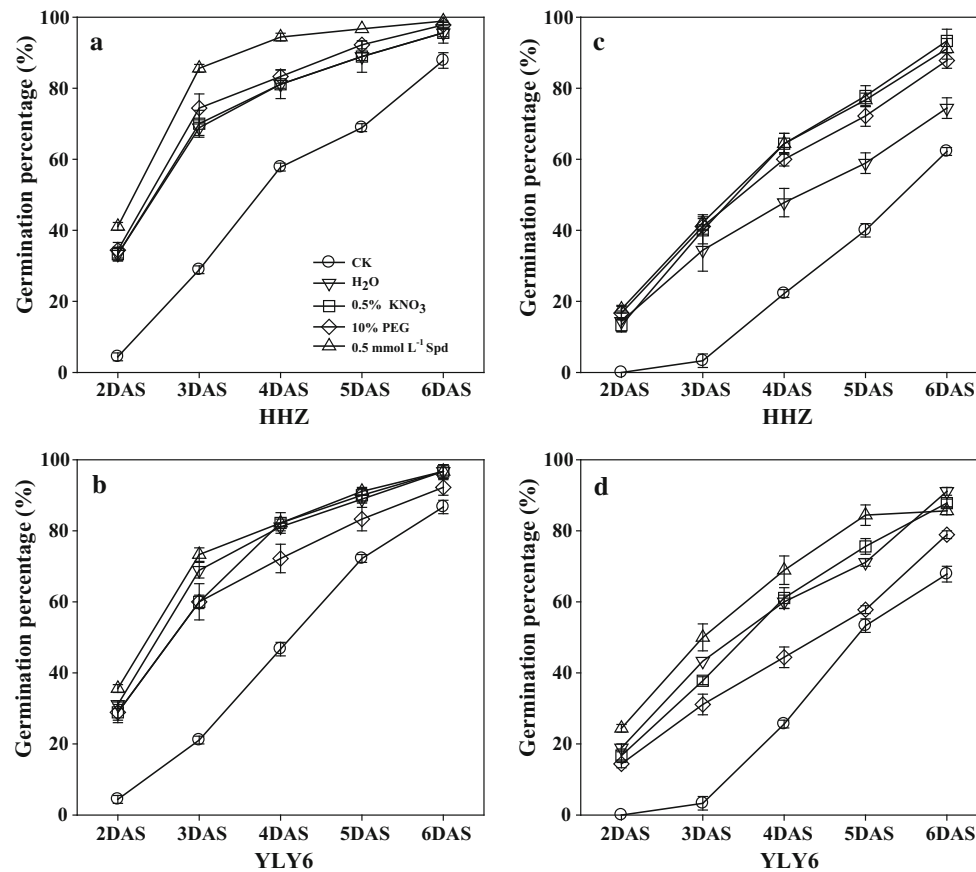 a
Germination percentage (%)
100
80
60
40
20
0
CK
H₂O
0.5% KNO₃
10% PEG
0.5 mmol L⁻¹ Spd
2DAS 3DAS 4DAS 5DAS 6DAS
HHZ
c
Germination percentage (%)
100
80
60
40
20
0
2DAS 3DAS 4DAS 5DAS 6DAS
HHZ
b
Germination percentage (%)
100
80
60
40
20
0
2DAS 3DAS 4DAS 5DAS 6DAS
YLY6
d
Germination percentage (%)
100
80
60
40
20
0
2DAS 3DAS 4DAS 5DAS 6DAS
YLY6